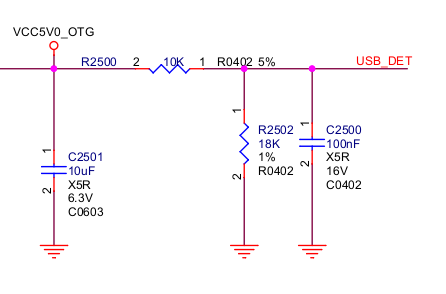 VCC5V0_OTG
R2500 2 10K 1 R0402 5% USB_DET
1
2
C2501
10uF
X5R
6.3V
C0603
1
2
R2502
18K
1%
R0402
1
2
C2500
100nF
X5R
16V
C0402